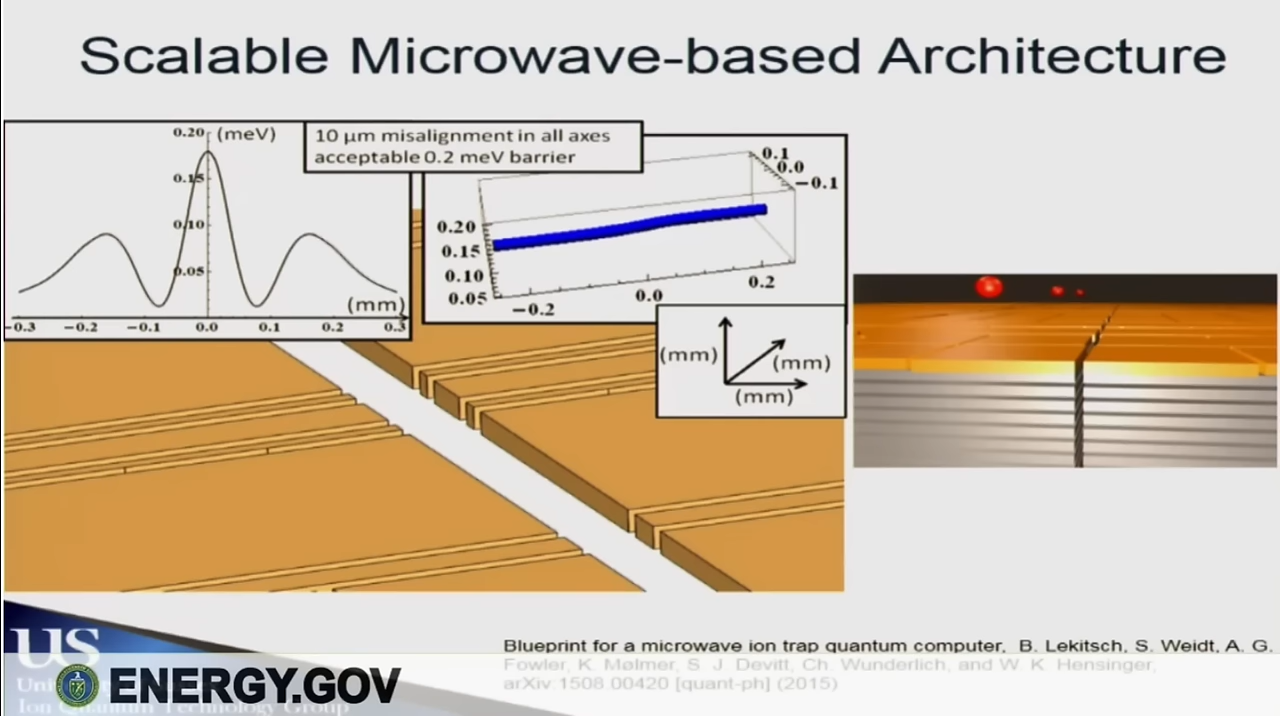 Scalable Microwave-based Architecture
0.20 (meV)
0.15
0.10
0.05
(mm)
−0.3 −0.2 −0.1 0.0 0.1 0.2 0.3
10 µm misalignment in all axes
acceptable 0.2 meV barrier
0.1
0.0
−0.1
0.20
0.15
0.10
0.05
−0.2 0.0 0.2
(mm)
(mm)
(mm)
US
Ion Quantum Technology Group
ENERGY.GOV
Blueprint for a microwave ion trap quantum computer, B. Lekitsch, S. Weidt, A. G.
Fowler, K. Mølmer, S. J. Devitt, Ch. Wunderlich, and W. K. Hensinger,
arXiv:1508.00420 [quant-ph] (2015)